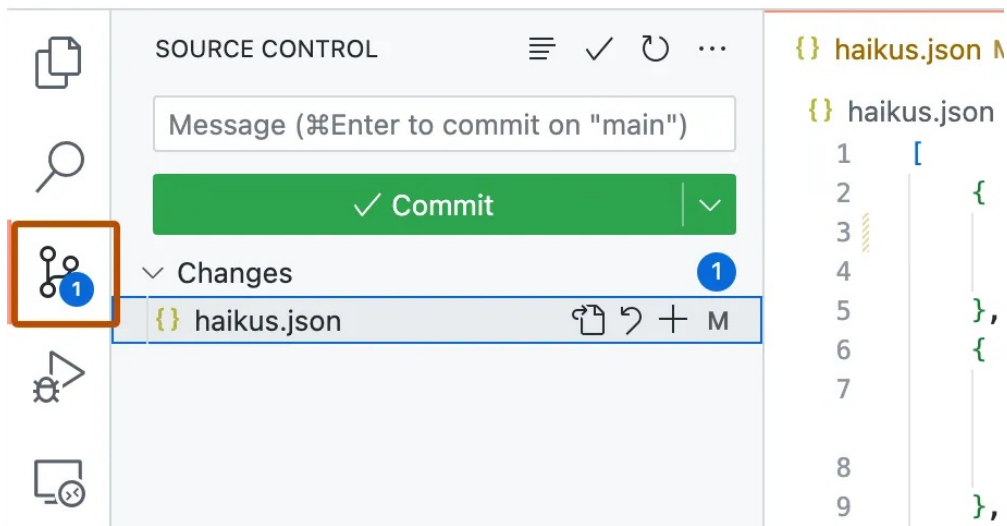 SOURCE CONTROL
Message (⌘Enter to commit on "main")
Commit
Changes 1
{} haikus.json M
1
{} haikus.json
{} haikus.json
1 [
2 {
3
4
5 },
6 {
7
8
9 },